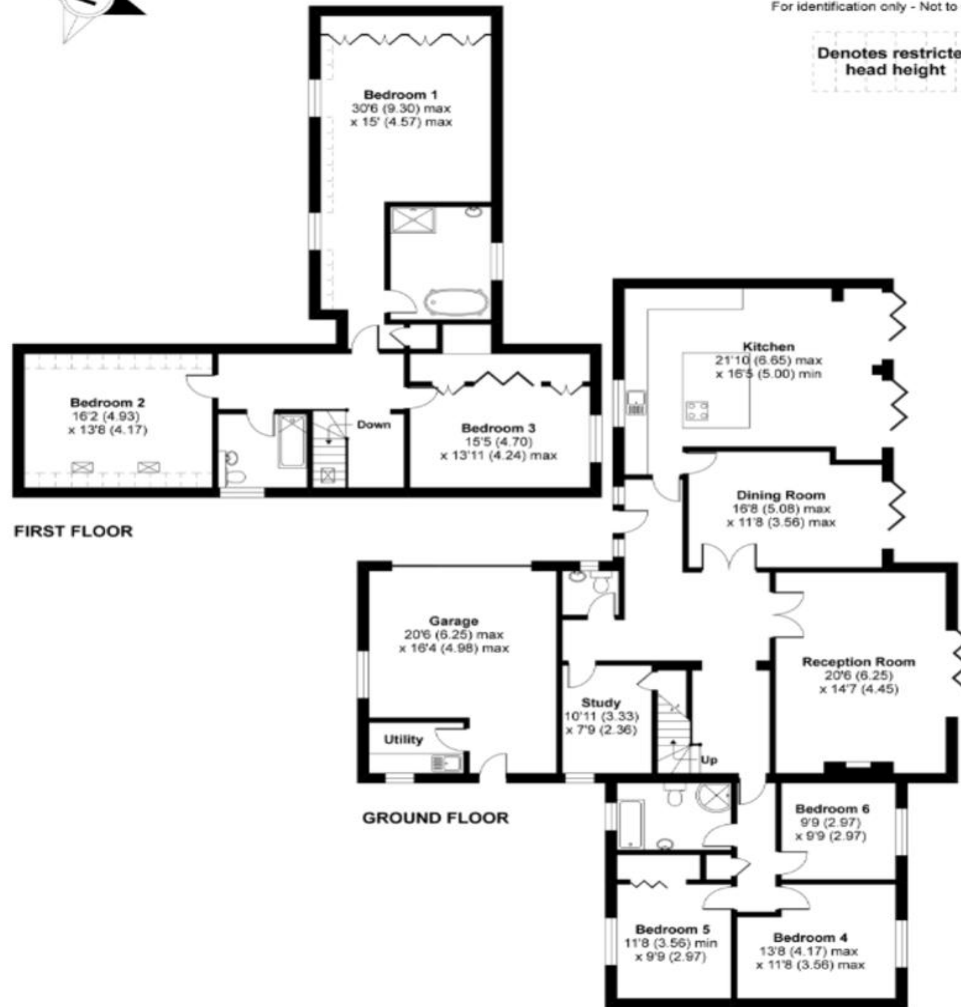 For identification only - Not to
Denotes restricte
head height
Bedroom 1
30'6 (9.30) max
x 15' (4.57) max
Kitchen
21'10 (6.65) max
x 16'5 (5.00) min
Bedroom 2
16'2 (4.93)
x 13'8 (4.17)
Down
Bedroom 3
15'5 (4.70)
x 13'11 (4.24) max
Dining Room
16'8 (5.08) max
x 11'8 (3.56) max
FIRST FLOOR
Garage
20'6 (6.25) max
x 16'4 (4.98) max
Reception Room
20'6 (6.25)
x 14'7 (4.45)
Study
10'11 (3.33)
x 7'9 (2.36)
Utility
Up
GROUND FLOOR
Bedroom 6
9'9 (2.97)
x 9'9 (2.97)
Bedroom 5
11'8 (3.56) min
x 9'9 (2.97)
Bedroom 4
13'8 (4.17) max
x 11'8 (3.56) max